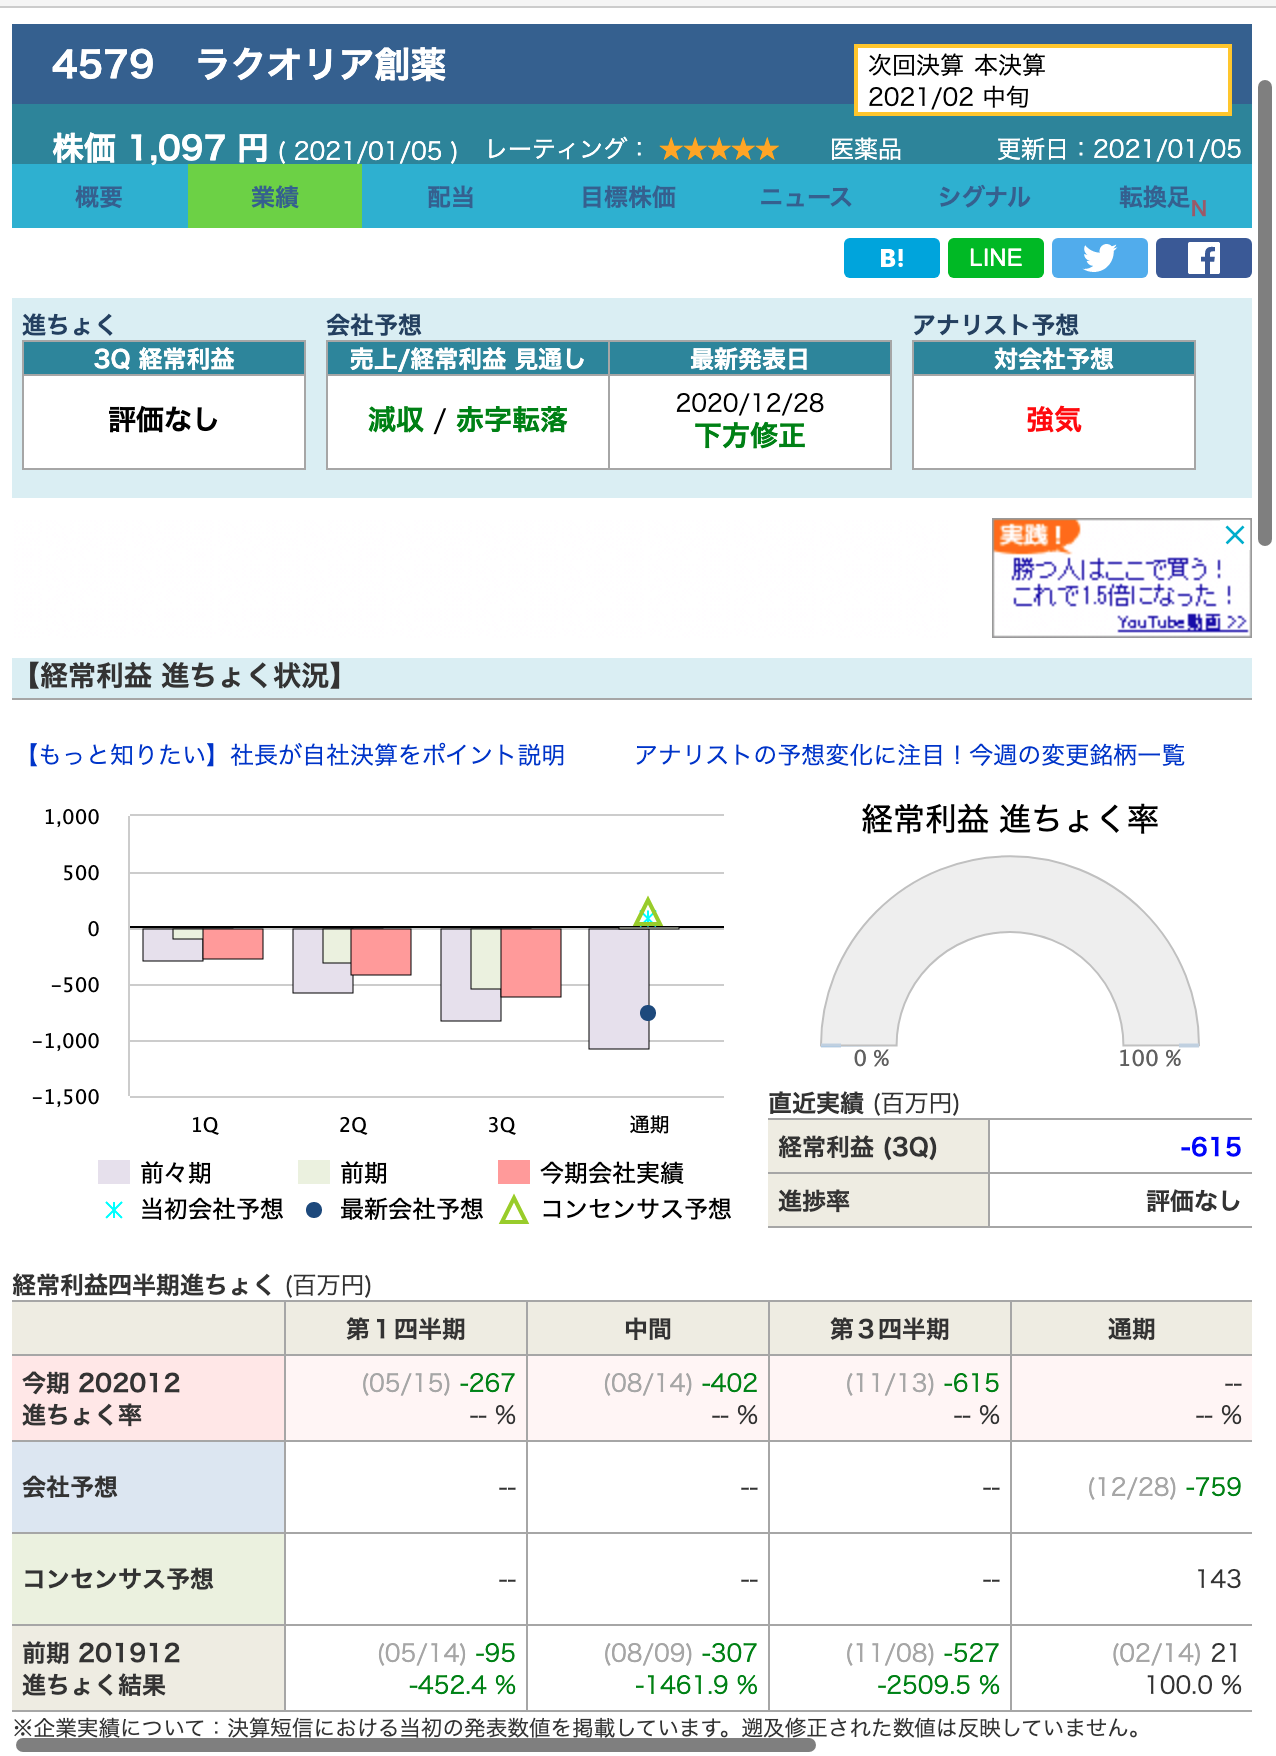 4579 ラクオリア創薬
次回決算 本決算
2021/02 中旬
株価 1,097 円 ( 2021/01/05 ) レーティング： ★★★★★ 医薬品 更新日：2021/01/05
概要 業績 配当 目標株価 ニュース シグナル 転換足N
B! LINE
進ちょく 会社予想 アナリスト予想
3Q 経常利益 売上/経常利益 見通し 最新発表日 対会社予想
評価なし 減収 / 赤字転落 2020/12/28 強気
下方修正
実践！
勝つ人はここで買う！
これで1.5倍になった！
YouTube動画 >>
【経常利益 進ちょく状況】
【もっと知りたい】社長が自社決算をポイント説明 アナリストの予想変化に注目！今週の変更銘柄一覧
1,000
500
0
-500
-1,000
-1,500
1Q 2Q 3Q 通期
前々期 前期 今期会社実績
当初会社予想 最新会社予想 コンセンサス予想
経常利益 進ちょく率
0 % 100 %
直近実績 (百万円)
経常利益 (3Q) -615
進捗率 評価なし
経常利益四半期進ちょく (百万円)
第１四半期 中間 第３四半期 通期
今期 202012 (05/15) -267 (08/14) -402 (11/13) -615 --
進ちょく率 -- % -- % -- % -- %
会社予想 -- -- -- (12/28) -759
コンセンサス予想 -- -- -- 143
前期 201912 (05/14) -95 (08/09) -307 (11/08) -527 (02/14) 21
進ちょく結果 -452.4 % -1461.9 % -2509.5 % 100.0 %
※企業実績について：決算短信における当初の発表数値を掲載しています。遡及修正された数値は反映していません。